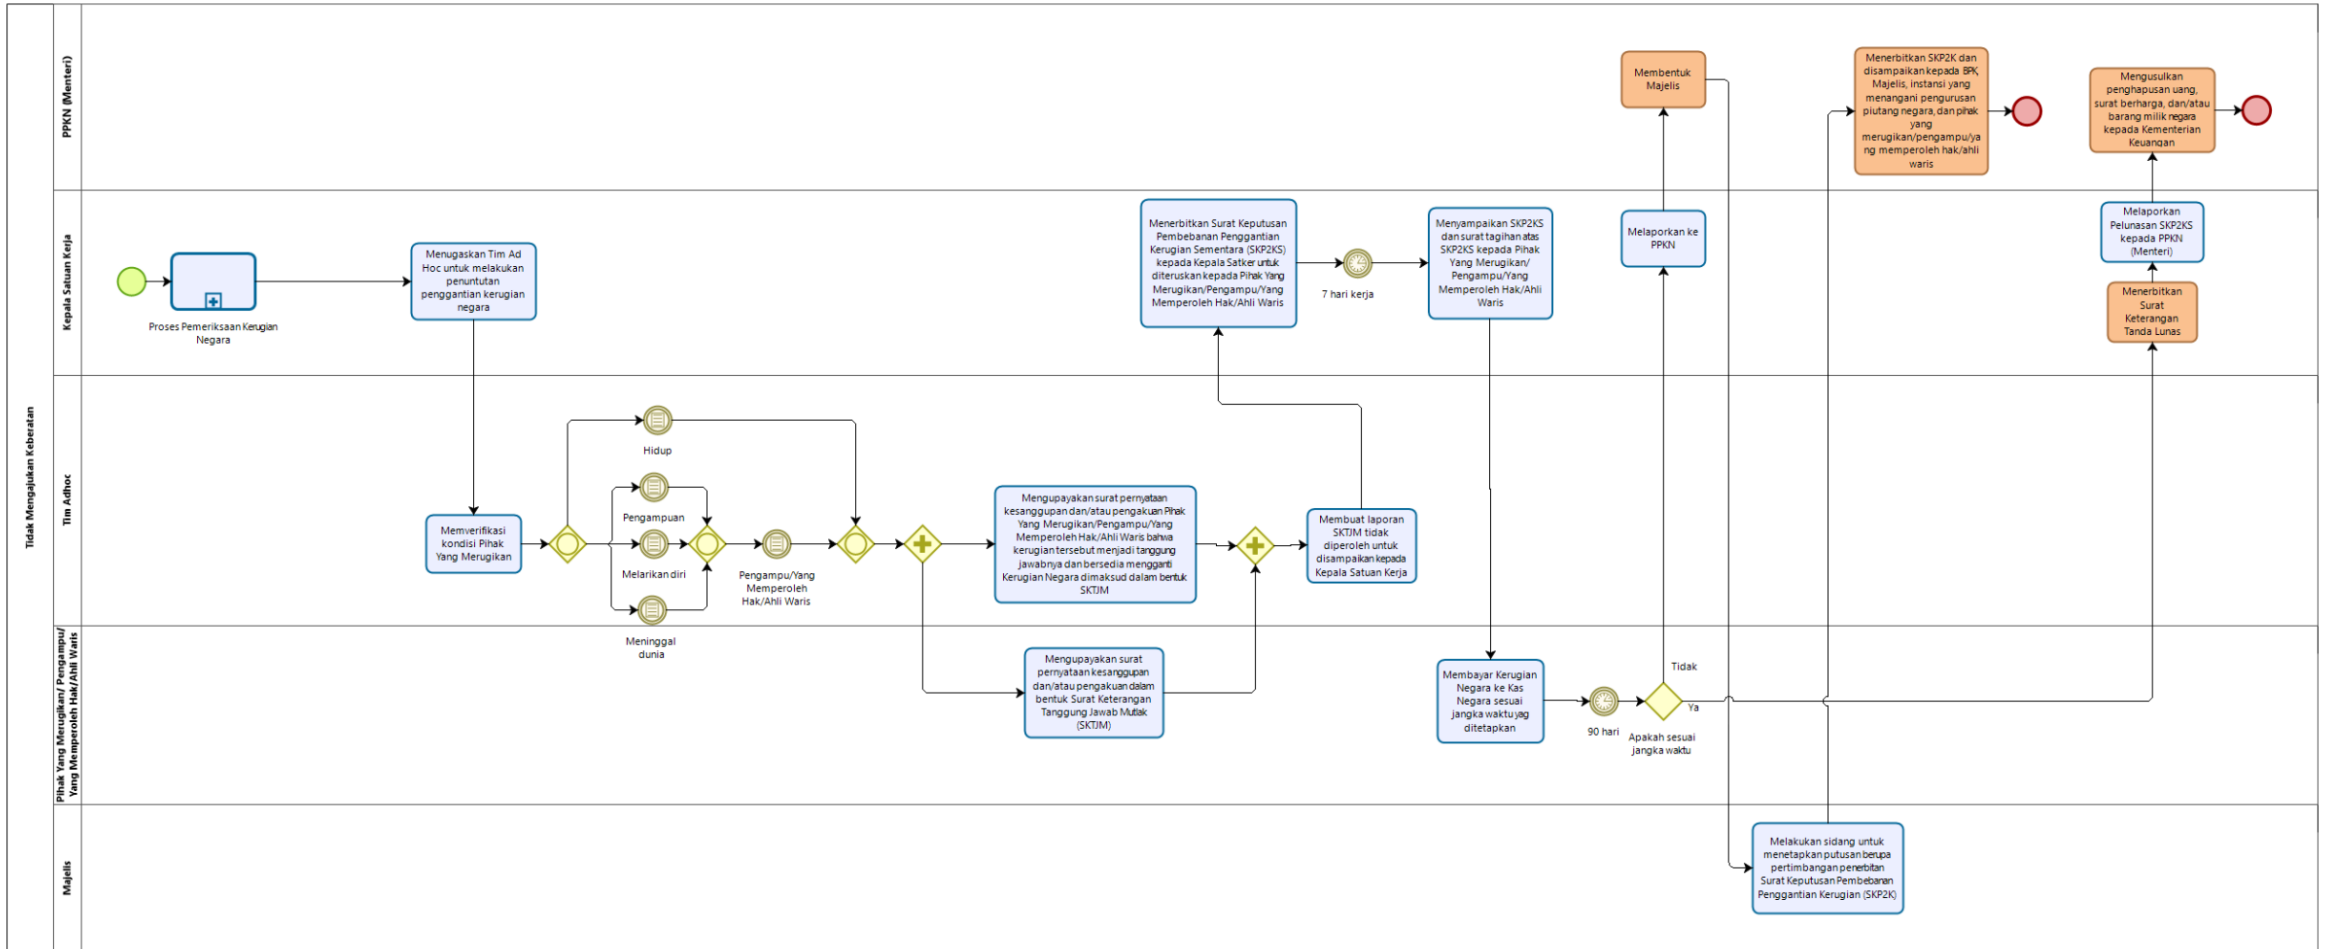 Tidak Mengajukan Keberatan
PPKN (Menteri)
Membentuk
Majelis
Menerbitkan SKP2K dan
disampaikan kepada BPK,
Majelis, instansi yang
menangani pengurusan
piutang negara, dan pihak
yang
merugikan/pengampu/ya
ng memperoleh hak/ahli
waris
Mengusulkan
penghapusan uang,
surat berharga, dan/atau
barang milik negara
kepada Kementerian
Keuangan
Kepala Satuan Kerja
Proses Pemeriksaan Kerugian
Negara
Menugaskan Tim Ad
Hoc untuk melakukan
penuntutan
penggantian kerugian
negara
Menerbitkan Surat Keputusan
Pembebanan Penggantian
Kerugian Sementara (SKP2KS)
kepada Kepala Satker untuk
diteruskan kepada Pihak Yang
Merugikan/Pengampu/Yang
Memperoleh Hak/Ahli Waris
7 hari kerja
Menyampaikan SKP2KS
dan surat tagihan atas
SKP2KS kepada Pihak
Yang Merugikan/
Pengampu/Yang
Memperoleh Hak/Ahli
Waris
Melaporkan ke
PPKN
Melaporkan
Pelunasan SKP2KS
kepada PPKN
(Menteri)
Menerbitkan
Surat
Keterangan
Tanda Lunas
Tim Adhoc
Memverifikasi
kondisi Pihak
Yang Merugikan
Hidup
Pengampuan
Melarikan diri
Meninggal
dunia
Pengampu/Yang
Memperoleh
Hak/Ahli Waris
Mengupayakan surat pernyataan
kesanggupan dan/atau pengakuan Pihak
Yang Merugikan/Pengampu/Yang
Memperoleh Hak/Ahli Waris bahwa
kerugian tersebut menjadi tanggung
jawabnya dan bersedia mengganti
Kerugian Negara dimaksud dalam bentuk
SKTJM
Membuat laporan
SKTJM tidak
diperoleh untuk
disampaikan kepada
Kepala Satuan Kerja
Pihak Yang Merugikan/ Pengampu/
Yang Memperoleh Hak/Ahli Waris
Mengupayakan surat
pernyataan kesanggupan
dan/atau pengakuan dalam
bentuk Surat Keterangan
Tanggung Jawab Mutlak
(SKTJM)
Membayar Kerugian
Negara ke Kas
Negara sesuai
jangka waktu yag
ditetapkan
90 hari
Apakah sesuai
jangka waktu
Tidak
Ya
Majelis
Melakukan sidang untuk
menetapkan putusan berupa
pertimbangan penerbitan
Surat Keputusan Pembebanan
Penggantian Kerugian (SKP2K)